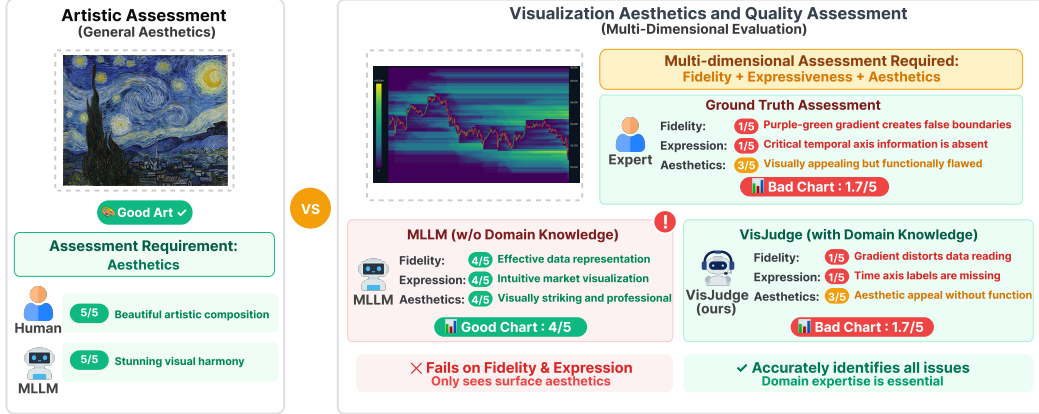 Artistic Assessment
(General Aesthetics)
Good Art ✓
Assessment Requirement:
Aesthetics
Human
5/5 Beautiful artistic composition
MLLM
5/5 Stunning visual harmony
VS
Visualization Aesthetics and Quality Assessment
(Multi-Dimensional Evaluation)
Multi-dimensional Assessment Required:
Fidelity + Expressiveness + Aesthetics
Ground Truth Assessment
Expert
Fidelity: 1/5 Purple-green gradient creates false boundaries
Expression: 1/5 Critical temporal axis information is absent
Aesthetics: 3/5 Visually appealing but functionally flawed
Bad Chart : 1.7/5
!
MLLM (w/o Domain Knowledge)
MLLM
Fidelity: 4/5 Effective data representation
Expression: 4/5 Intuitive market visualization
Aesthetics: 4/5 Visually striking and professional
Good Chart : 4/5
✕ Fails on Fidelity & Expression
Only sees surface aesthetics
VisJudge (with Domain Knowledge)
VisJudge
(ours)
Fidelity: 1/5 Gradient distorts data reading
Expression: 1/5 Time axis labels are missing
Aesthetics: 3/5 Aesthetic appeal without function
Bad Chart : 1.7/5
✓ Accurately identifies all issues
Domain expertise is essential